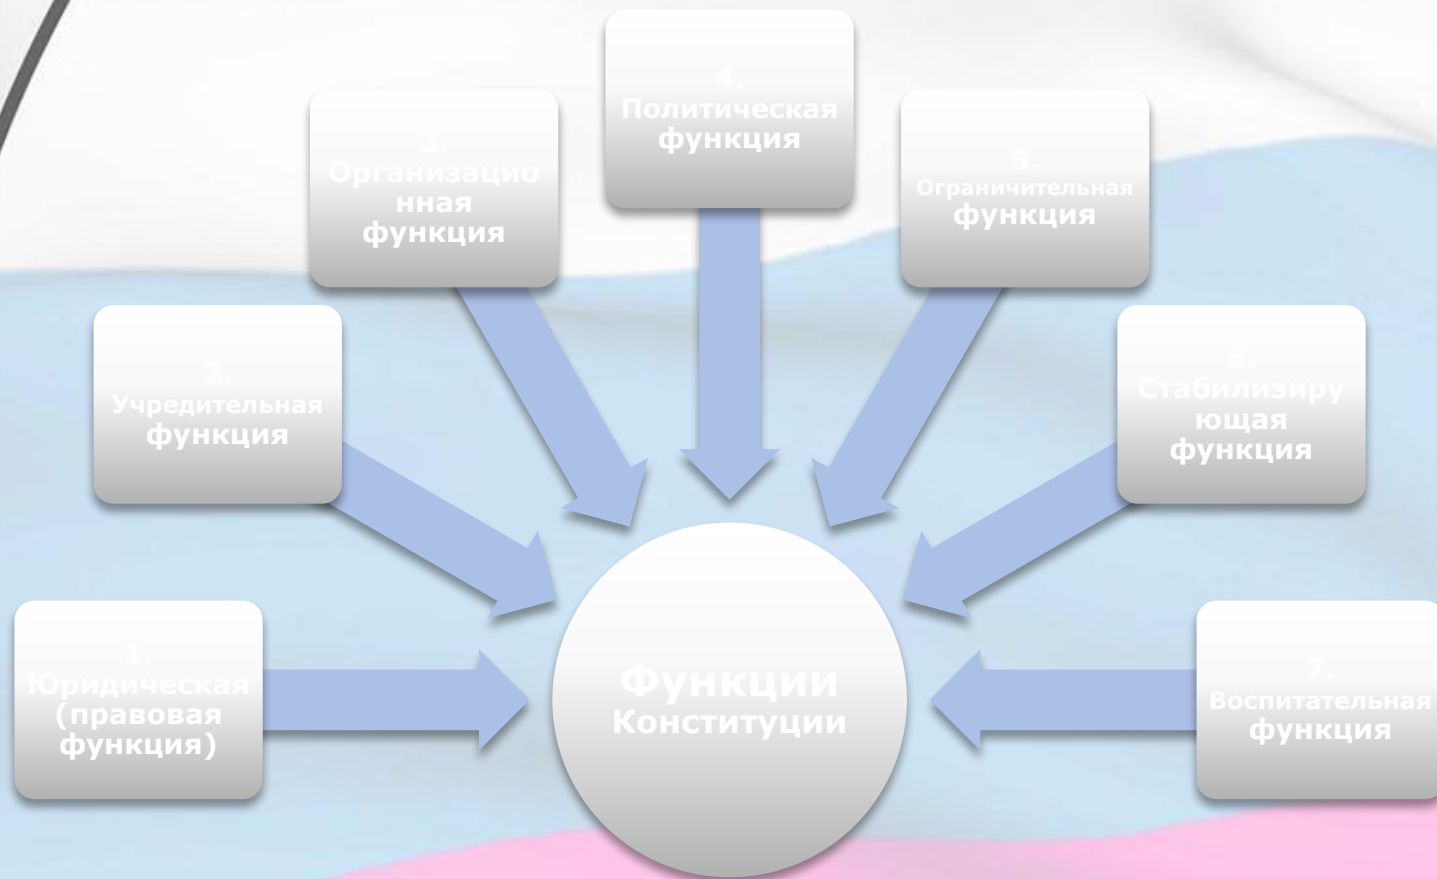 1.
Юридическая
(правовая
функция)
2.
Учредительная
функция
3.
Организацио
нная
функция
4.
Политическая
функция
5.
Ограничительная
функция
6.
Стабилизиру
ющая
функция
7.
Воспитательная
функция
Функции
Конституции